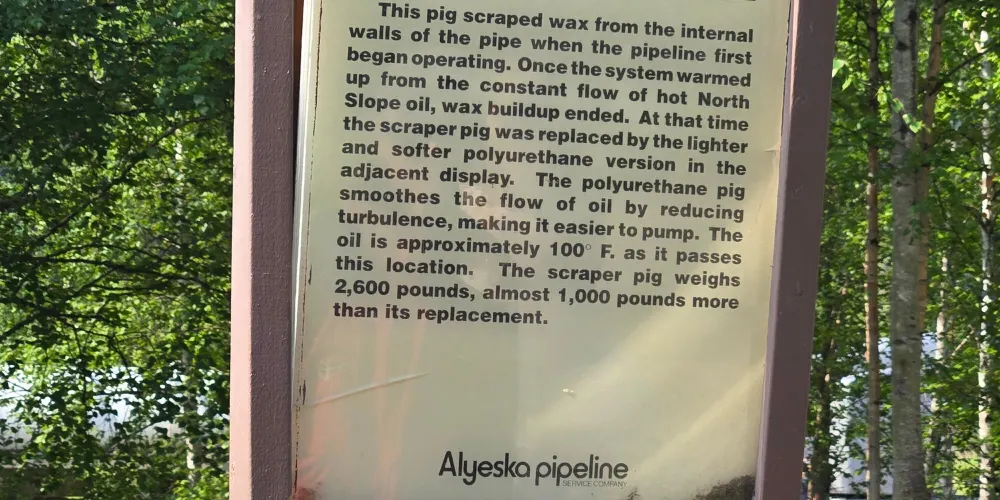 This pig scraped wax from the internal
walls of the pipe when the pipeline first
began operating. Once the system warmed
up from the constant flow of hot North
Slope oil, wax buildup ended. At that time
the scraper pig was replaced by the lighter
and softer polyurethane version in the
adjacent display. The polyurethane pig
smoothes the flow of oil by reducing
turbulence, making it easier to pump. The
oil is approximately 100° F. as it passes
this location. The scraper pig weighs
2,600 pounds, almost 1,000 pounds more
than its replacement.
Alyeska pipeline
SERVICE COMPANY